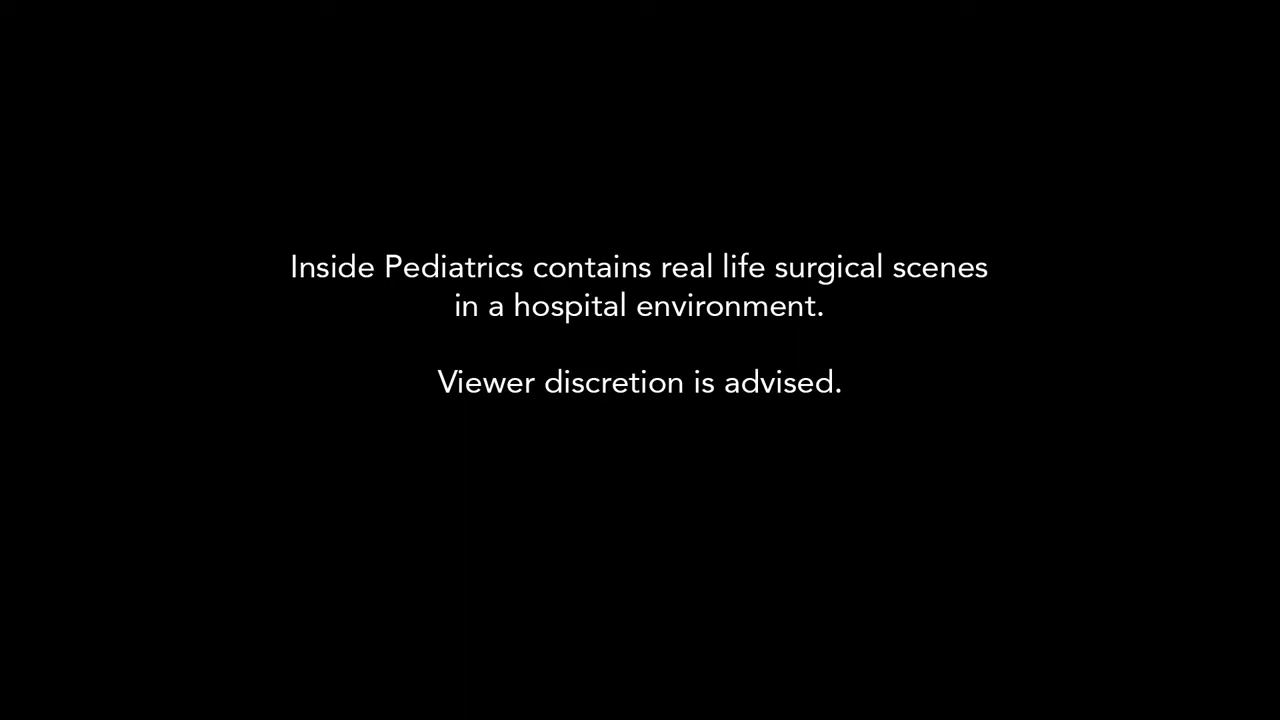 Inside Pediatrics contains real life surgical scenes
in a hospital environment.
Viewer discretion is advised.